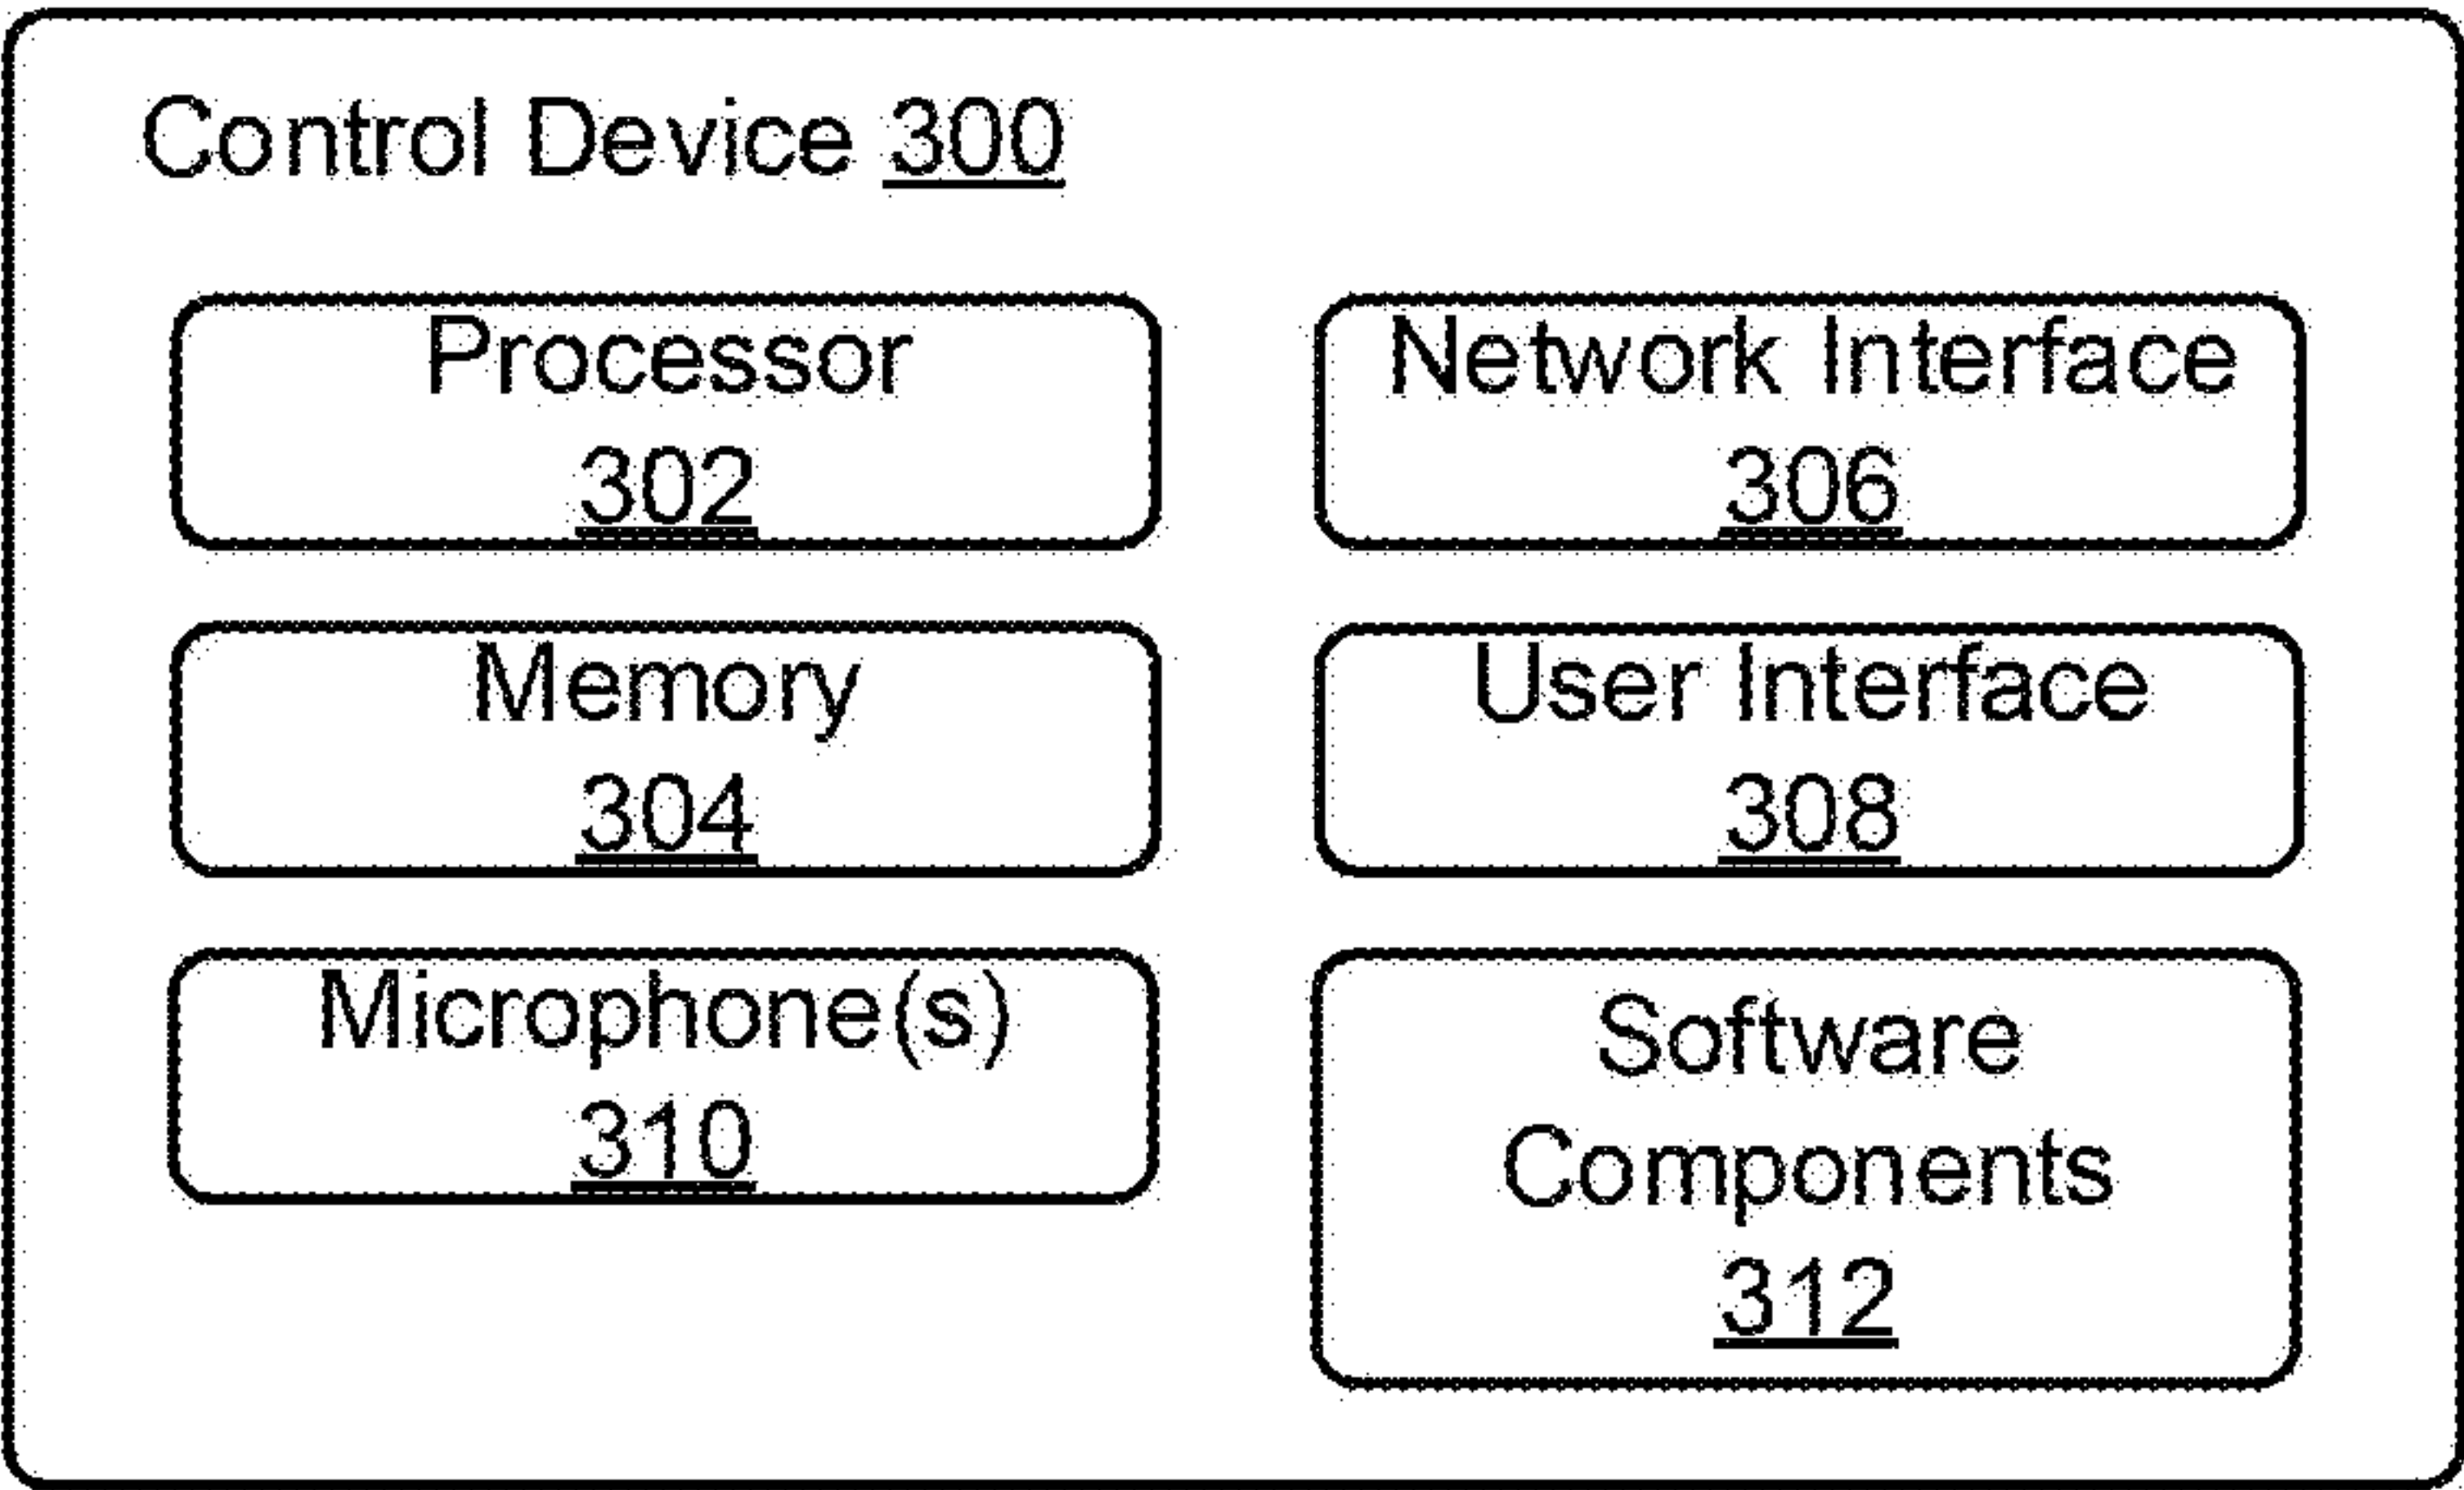 Control Device 300
Processor
302
Network Interface
306
Memory
304
User Interface
308
Microphone(s)
310
Software
Components
312